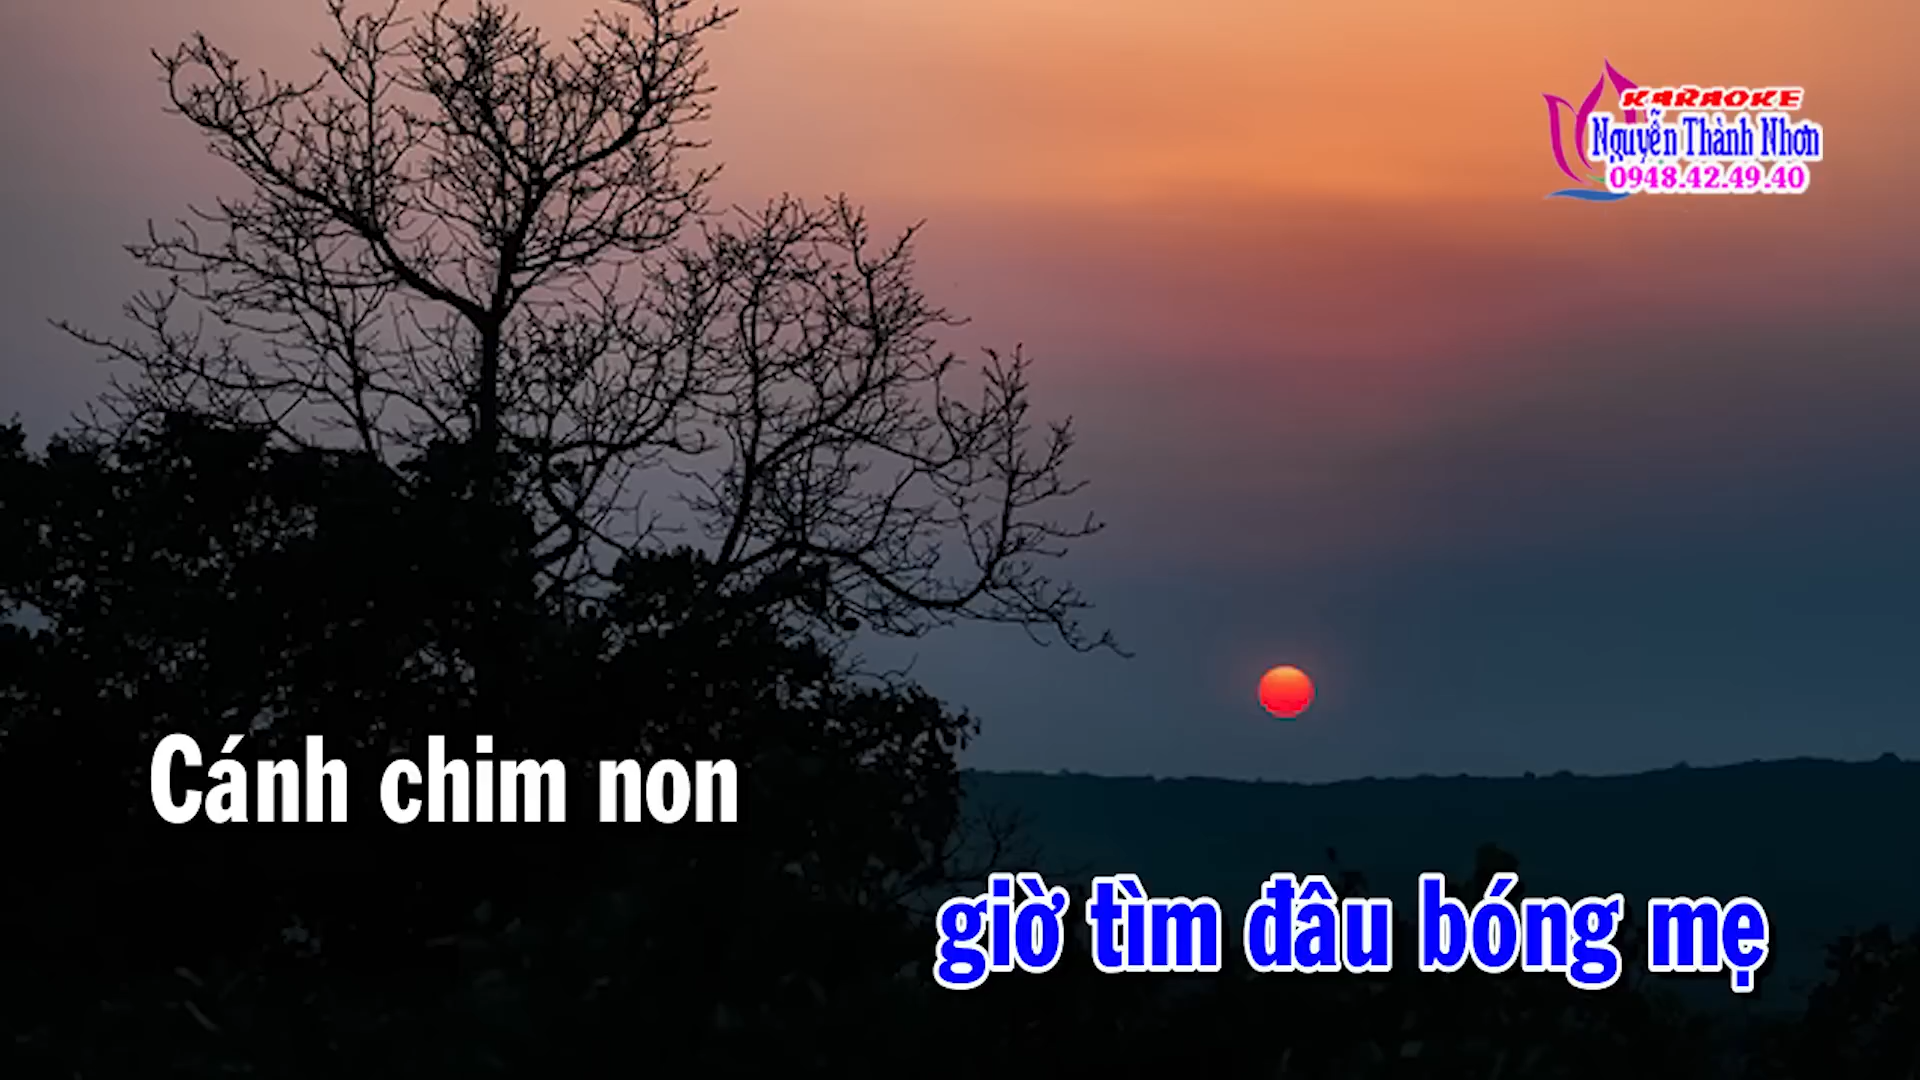 KARAOKE
Nguyễn Thành Nhơn
0948.42.49.40
Cánh chim non
giờ tìm đâu bóng mẹ